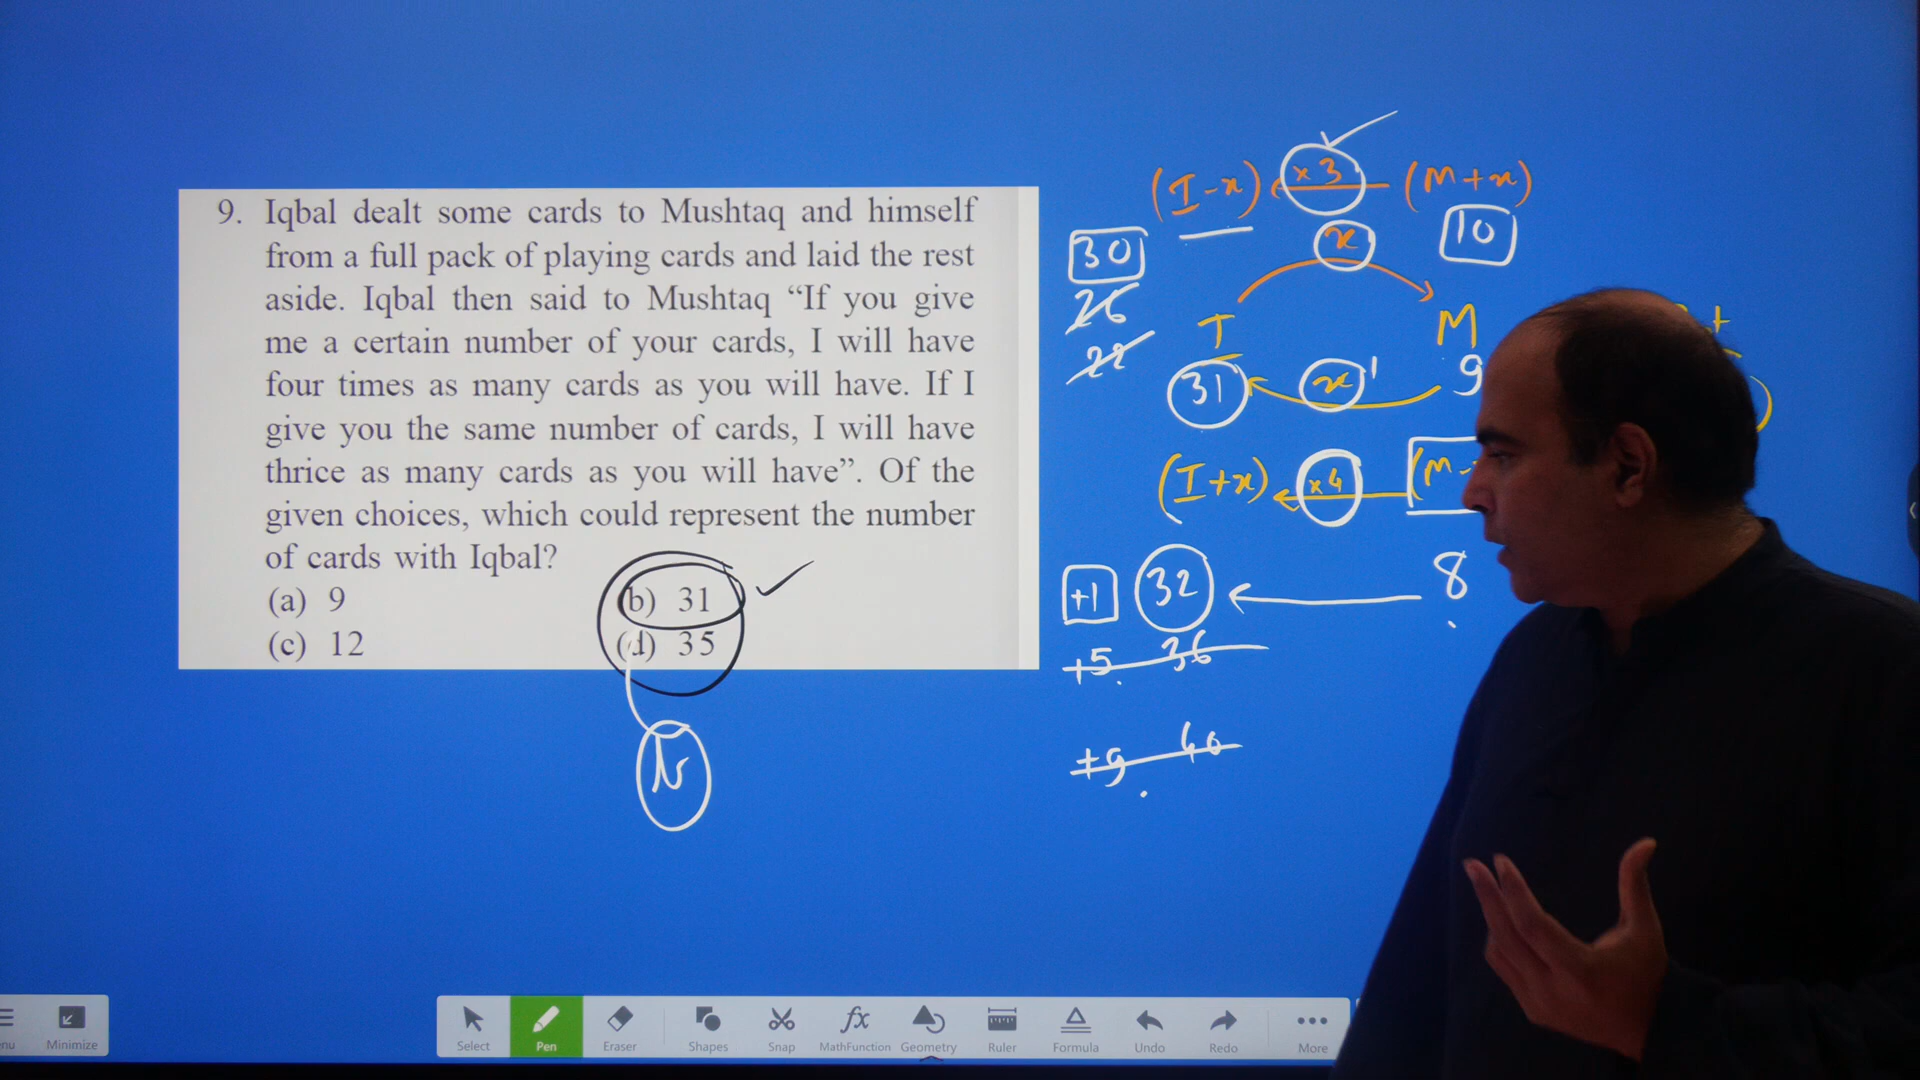 9. Iqbal dealt some cards to Mushtaq and himself
from a full pack of playing cards and laid the rest
aside. Iqbal then said to Mushtaq “If you give
me a certain number of your cards, I will have
four times as many cards as you will have. If I
give you the same number of cards, I will have
thrice as many cards as you will have”. Of the
given choices, which could represent the number
of cards with Iqbal?
(a) 9 (b) 31
(c) 12 (d) 35
(I-x) ×3 (M+x)
30 x 10
26
22
I M
31 x 1 9
(I+x) ×4 (M-
+1 32 8
+5 36
+9 40
Minimize
Select Pen Eraser Shapes Snap MathFunction Geometry Ruler Formula Undo Redo More